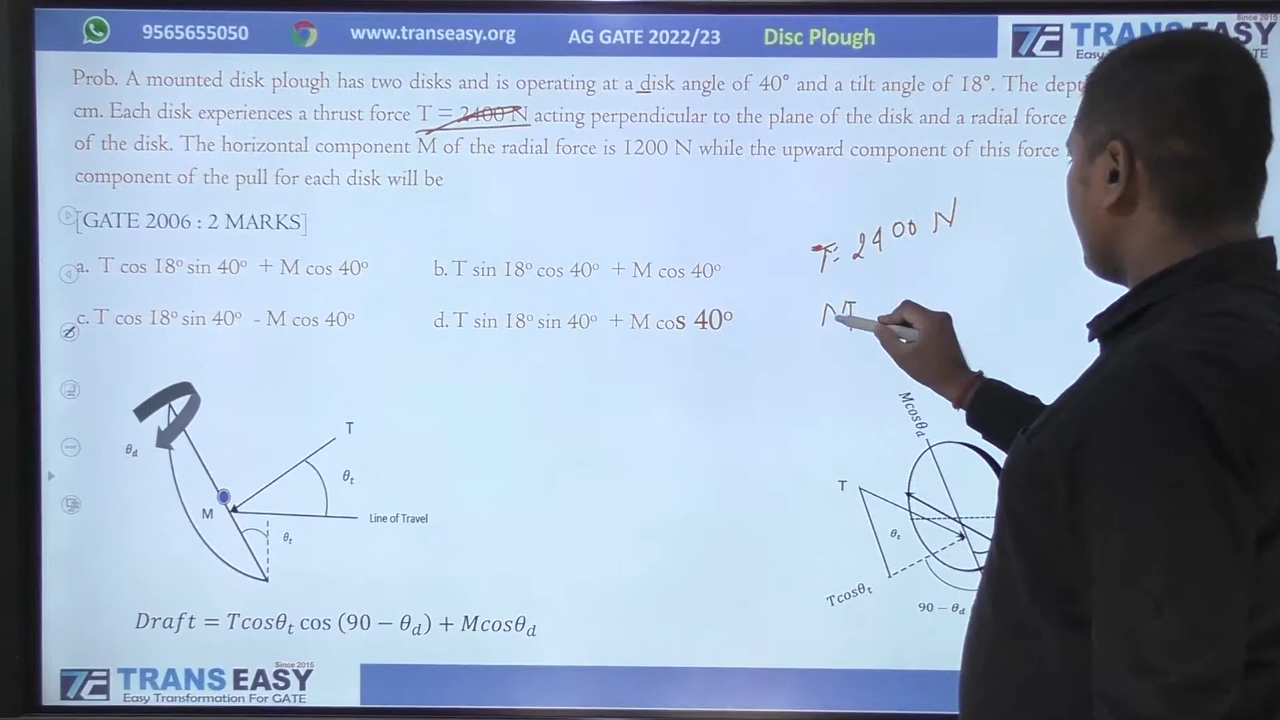 9565655050 www.transeasy.org AG GATE 2022/23 Disc Plough
Since 2015
Prob. A mounted disk plough has two disks and is operating at a disk angle of 40° and a tilt angle of 18°. The
cm. Each disk experiences a thrust force T = 2400 N acting perpendicular to the plane of the disk and a radial force
of the disk. The horizontal component M of the radial force is 1200 N while the upward component of this force
component of the pull for each disk will be
[GATE 2006 : 2 MARKS]
T = 2400 N
a. T cos 18° sin 40° + M cos 40° b. T sin 18° cos 40° + M cos 40°
c. T cos 18° sin 40° - M cos 40° d. T sin 18° sin 40° + M cos 40°
Mcosθd
T
θd
θt
T
M
Line of Travel
θt
θt
Tcosθt
90 − θd
Draft = Tcosθt cos (90 − θd) + Mcosθd
Since 2015
TRANS EASY
Easy Transformation For GATE